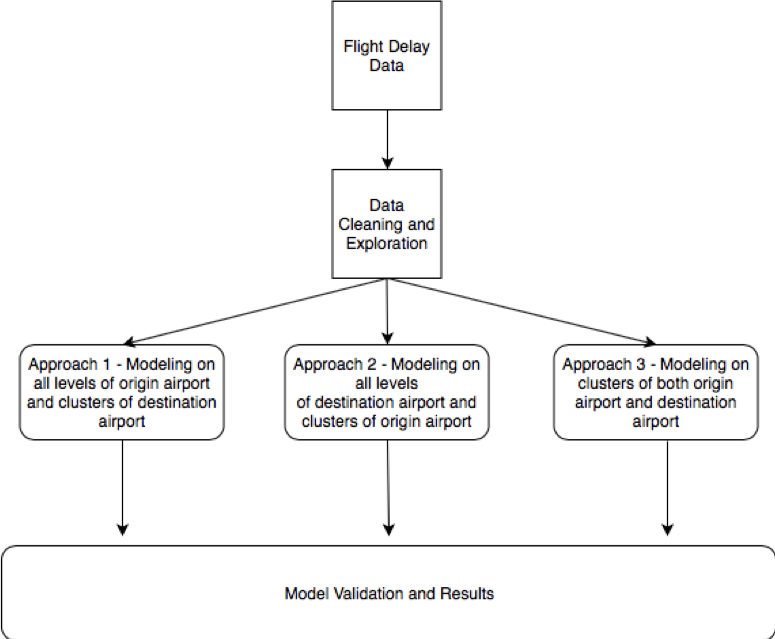 Flight Delay
Data
Data
Cleaning and
Exploration
Approach 1 - Modeling on
all levels of origin airport
and clusters of destination
airport
Approach 2 - Modeling on
all levels
of destination airport and
clusters of origin airport
Approach 3 - Modeling on
clusters of both origin
airport and destination
airport
Model Validation and Results